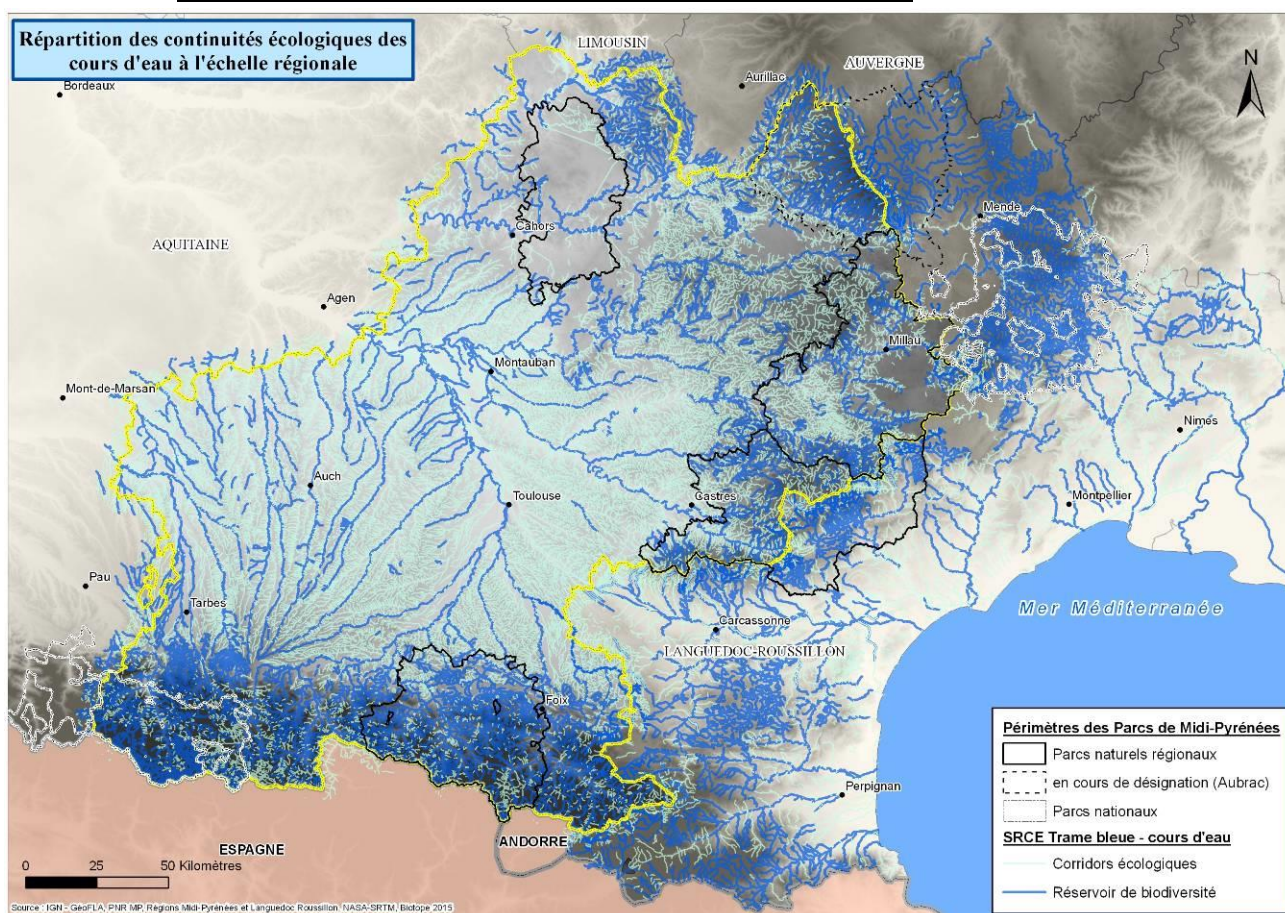 Répartition des continuités écologiques des
cours d'eau à l'échelle régionale
LIMOUSIN
AUVERGNE
Aurillac
N
Bordeaux
Mende
Cahors
AQUITAINE
Agen
Millau
Montauban
Mont-de-Marsan
Nîmes
Auch
Toulouse
Castres
Montpellier
Pau
Tarbes
Mer Méditerranée
Carcassonne
LANGUEDOC-ROUSSILLON
Foix
Perpignan
ESPAGNE
ANDORRE
0 25 50 Kilomètres
Périmètres des Parcs de Midi-Pyrénées
Parcs naturels régionaux
en cours de désignation (Aubrac)
Parcs nationaux
SRCE Trame bleue - cours d'eau
Corridors écologiques
Réservoir de biodiversité
Source : IGN - GéoFLA, PNR MP, Régions Midi-Pyrénées et Languedoc Roussillon, NASA-SRTM, Biotope 2015